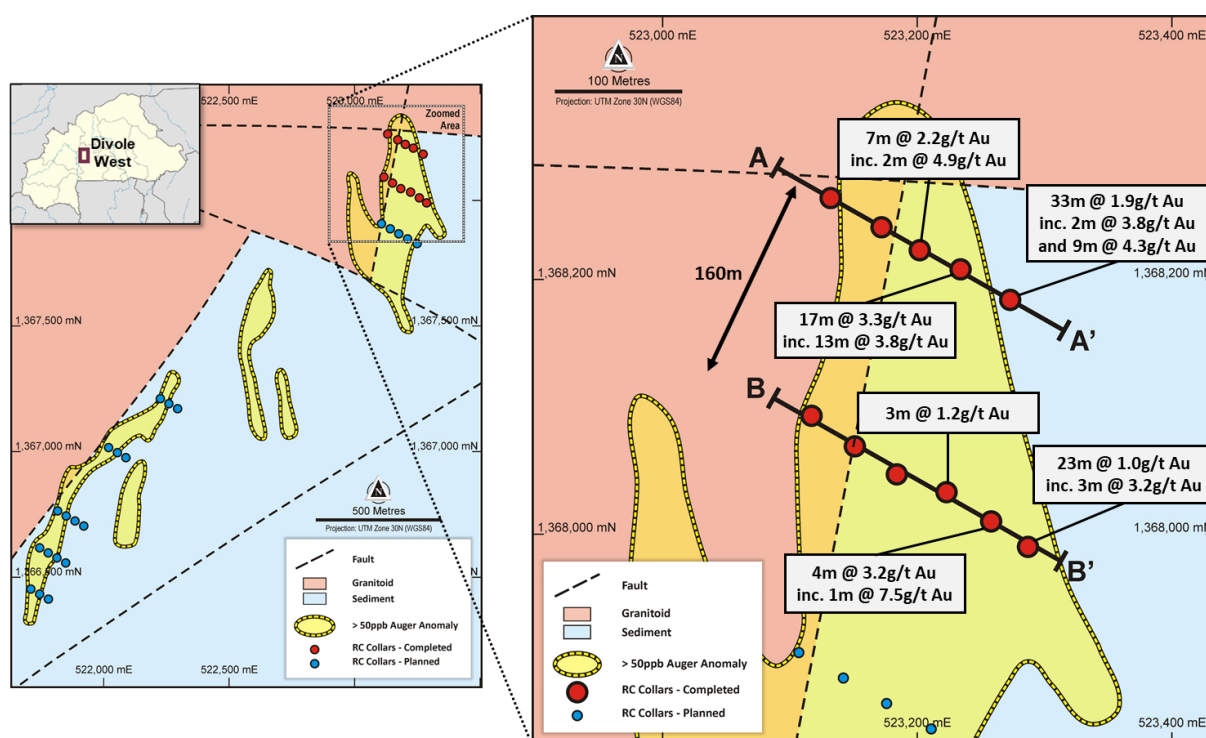 Divole
West
522,500 mE
523,000 mE
Zoomed
Area
1,367,500 mN
1,367,500 mN
1,367,000 mN
1,367,000 mN
N
500 Metres
Projection: UTM Zone 30N (WGS84)
522,000 mE
522,500 mE
Fault
Granitoid
Sediment
> 50ppb Auger Anomaly
RC Collars - Completed
RC Collars - Planned
523,000 mE
523,200 mE
523,400 mE
N
100 Metres
Projection: UTM Zone 30N (WGS84)
A
7m @ 2.2g/t Au
inc. 2m @ 4.9g/t Au
33m @ 1.9g/t Au
inc. 2m @ 3.8g/t Au
and 9m @ 4.3g/t Au
1,368,200 mN
1,368,200 mN
160m
17m @ 3.3g/t Au
inc. 13m @ 3.8g/t Au
A'
B
3m @ 1.2g/t Au
23m @ 1.0g/t Au
inc. 3m @ 3.2g/t Au
1,368,000 mN
1,368,000 mN
4m @ 3.2g/t Au
inc. 1m @ 7.5g/t Au
B'
Fault
Granitoid
Sediment
> 50ppb Auger Anomaly
RC Collars - Completed
RC Collars - Planned
523,200 mE
523,400 mE